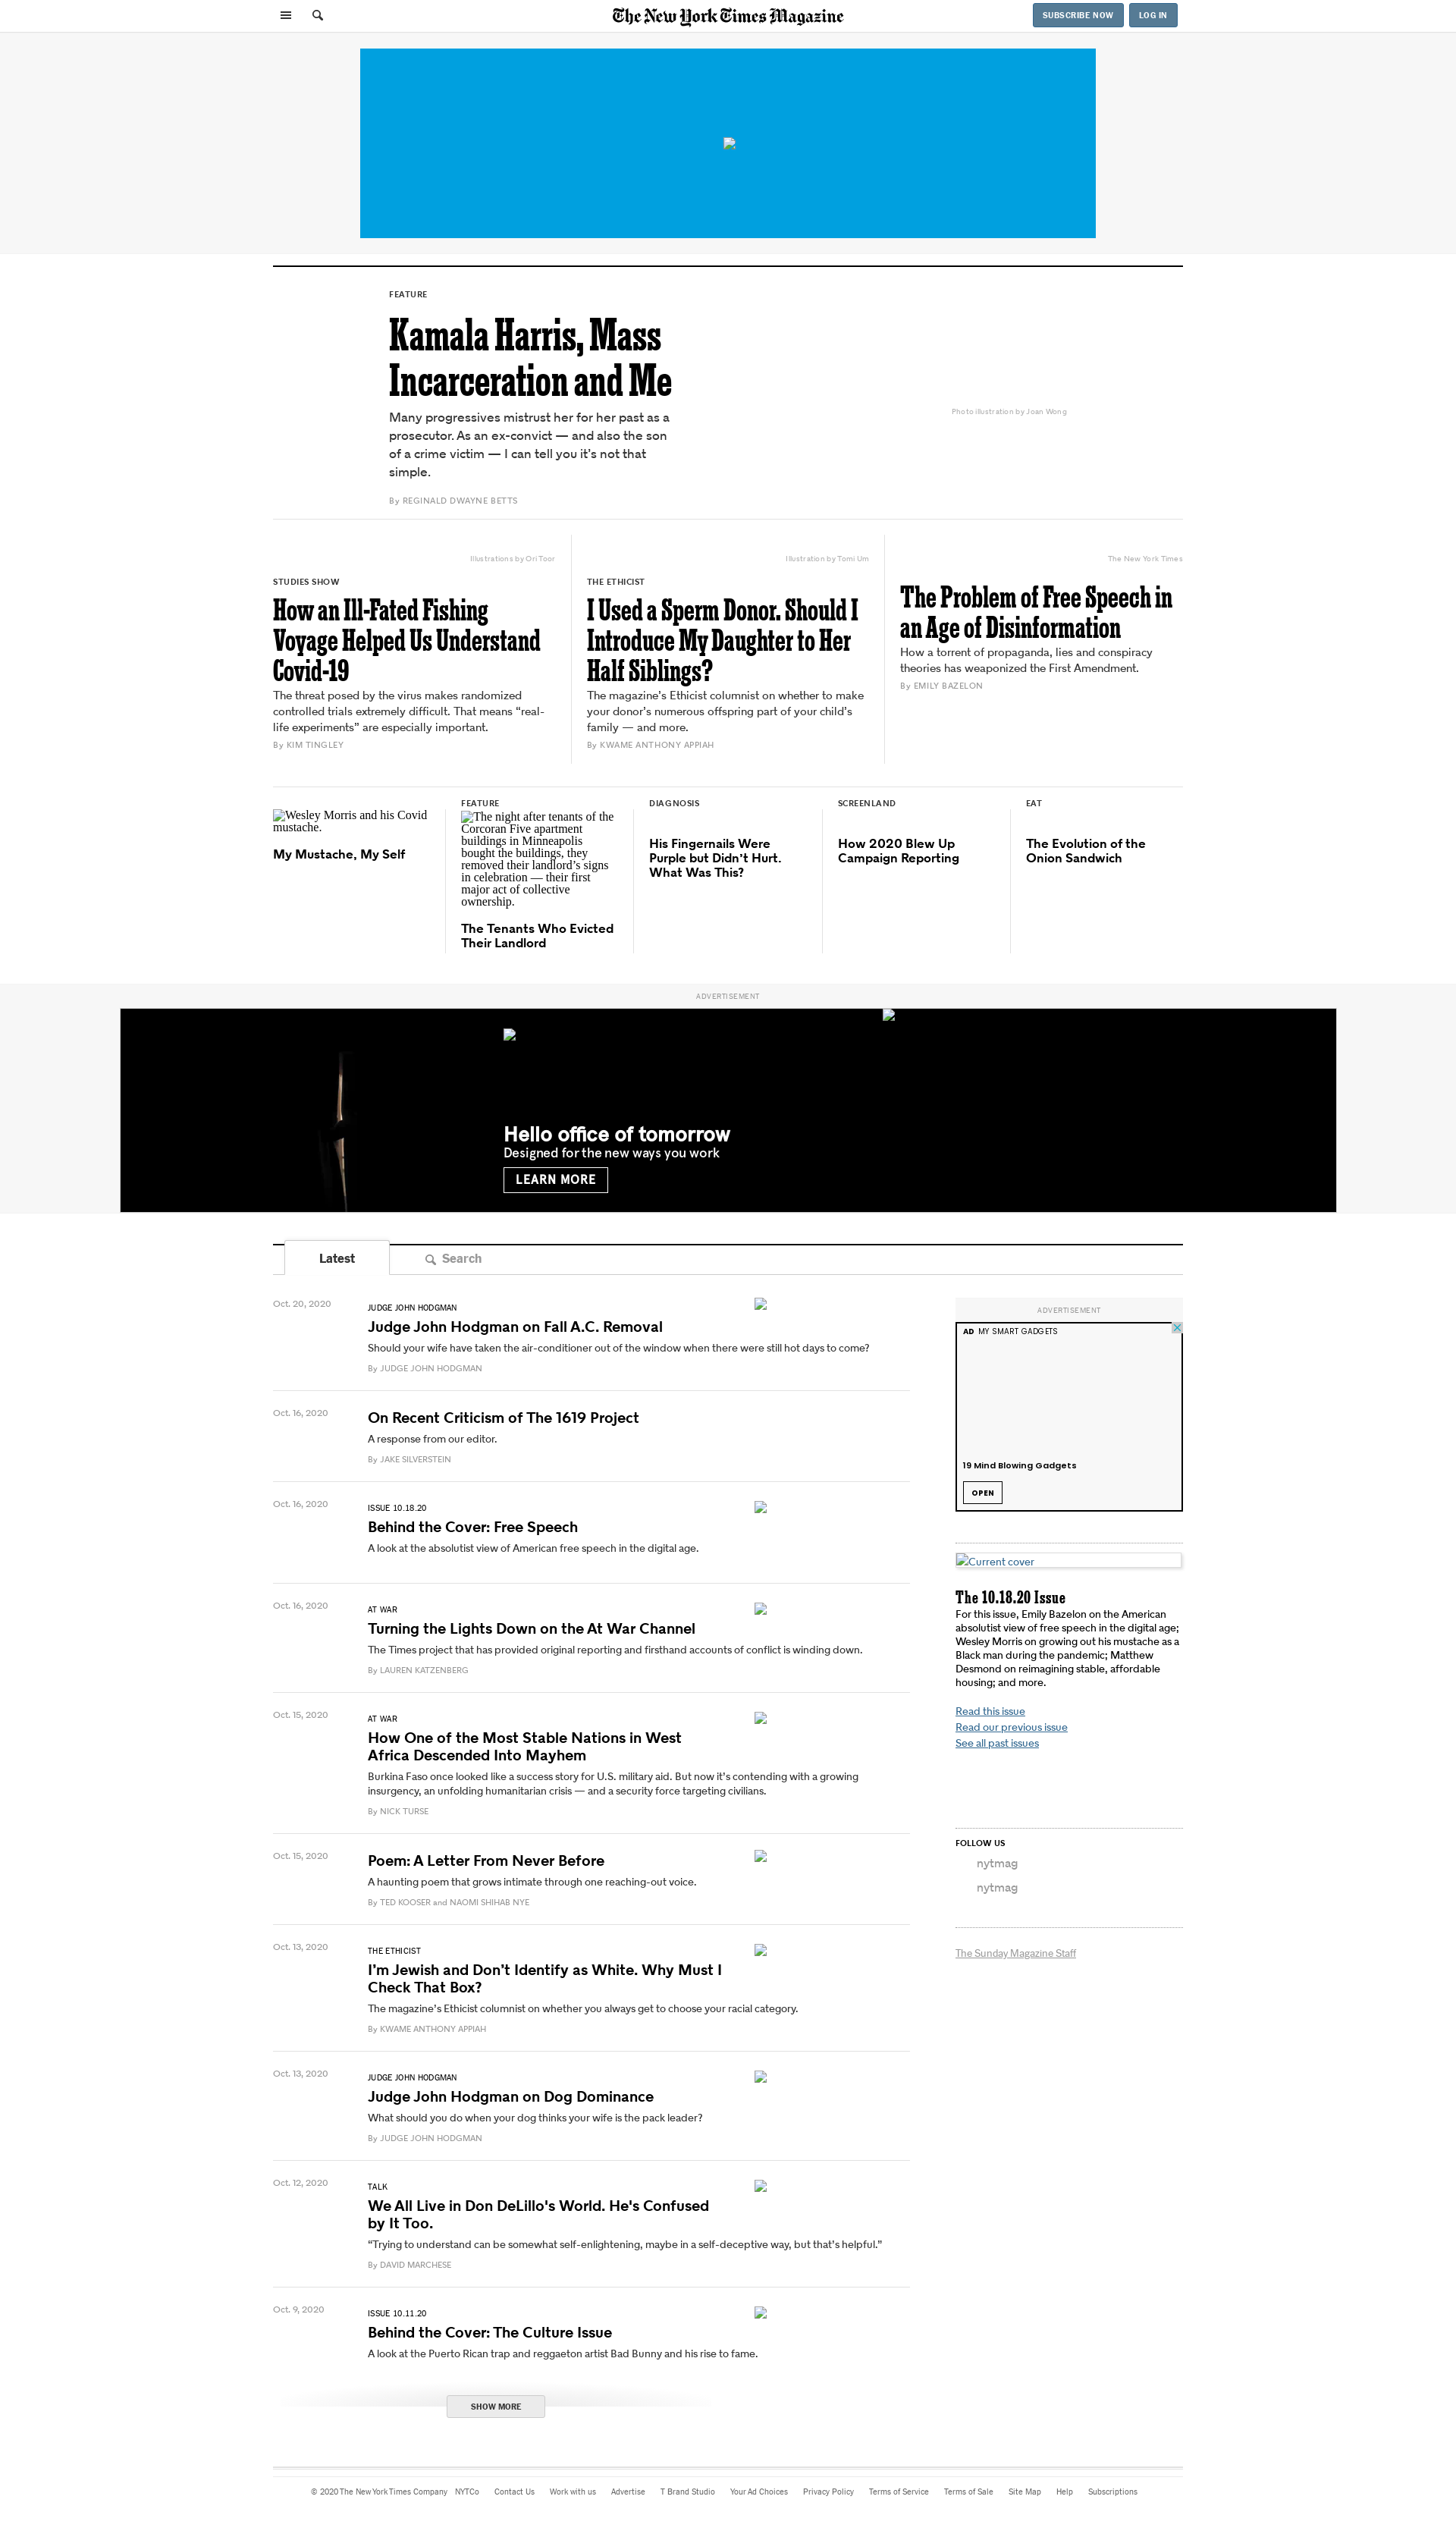 The New York Times Magazine
SUBSCRIBE NOW
LOG IN
FEATURE
Kamala Harris, Mass
Incarceration and Me
Many progressives mistrust her for her past as a
prosecutor. As an ex-convict — and also the son
of a crime victim — I can tell you it’s not that
simple.
By REGINALD DWAYNE BETTS
Photo illustration by Joan Wong
Illustrations by Ori Toor
STUDIES SHOW
How an Ill-Fated Fishing
Voyage Helped Us Understand
Covid-19
The threat posed by the virus makes randomized
controlled trials extremely difficult. That means “real-
life experiments” are especially important.
By KIM TINGLEY
Illustration by Tomi Um
THE ETHICIST
I Used a Sperm Donor. Should I
Introduce My Daughter to Her
Half Siblings?
The magazine’s Ethicist columnist on whether to make
your donor’s numerous offspring part of your child’s
family — and more.
By KWAME ANTHONY APPIAH
The New York Times
The Problem of Free Speech in
an Age of Disinformation
How a torrent of propaganda, lies and conspiracy
theories has weaponized the First Amendment.
By EMILY BAZELON
Wesley Morris and his Covid
mustache.
My Mustache, My Self
FEATURE
The night after tenants of the
Corcoran Five apartment
buildings in Minneapolis
bought the buildings, they
removed their landlord’s signs
in celebration — their first
major act of collective
ownership.
The Tenants Who Evicted
Their Landlord
DIAGNOSIS
His Fingernails Were
Purple but Didn’t Hurt.
What Was This?
SCREENLAND
How 2020 Blew Up
Campaign Reporting
EAT
The Evolution of the
Onion Sandwich
ADVERTISEMENT
Hello office of tomorrow
Designed for the new ways you work
LEARN MORE
Latest
Search
Oct. 20, 2020
JUDGE JOHN HODGMAN
Judge John Hodgman on Fall A.C. Removal
Should your wife have taken the air-conditioner out of the window when there were still hot days to come?
By JUDGE JOHN HODGMAN
Oct. 16, 2020
On Recent Criticism of The 1619 Project
A response from our editor.
By JAKE SILVERSTEIN
Oct. 16, 2020
ISSUE 10.18.20
Behind the Cover: Free Speech
A look at the absolutist view of American free speech in the digital age.
Oct. 16, 2020
AT WAR
Turning the Lights Down on the At War Channel
The Times project that has provided original reporting and firsthand accounts of conflict is winding down.
By LAUREN KATZENBERG
Oct. 15, 2020
AT WAR
How One of the Most Stable Nations in West
Africa Descended Into Mayhem
Burkina Faso once looked like a success story for U.S. military aid. But now it’s contending with a growing
insurgency, an unfolding humanitarian crisis — and a security force targeting civilians.
By NICK TURSE
Oct. 15, 2020
Poem: A Letter From Never Before
A haunting poem that grows intimate through one reaching-out voice.
By TED KOOSER and NAOMI SHIHAB NYE
Oct. 13, 2020
THE ETHICIST
I’m Jewish and Don’t Identify as White. Why Must I
Check That Box?
The magazine’s Ethicist columnist on whether you always get to choose your racial category.
By KWAME ANTHONY APPIAH
Oct. 13, 2020
JUDGE JOHN HODGMAN
Judge John Hodgman on Dog Dominance
What should you do when your dog thinks your wife is the pack leader?
By JUDGE JOHN HODGMAN
Oct. 12, 2020
TALK
We All Live in Don DeLillo's World. He's Confused
by It Too.
“Trying to understand can be somewhat self-enlightening, maybe in a self-deceptive way, but that’s helpful.”
By DAVID MARCHESE
Oct. 9, 2020
ISSUE 10.11.20
Behind the Cover: The Culture Issue
A look at the Puerto Rican trap and reggaeton artist Bad Bunny and his rise to fame.
SHOW MORE
ADVERTISEMENT
AD MY SMART GADGETS
19 Mind Blowing Gadgets
OPEN
Current cover
The 10.18.20 Issue
For this issue, Emily Bazelon on the American
absolutist view of free speech in the digital age;
Wesley Morris on growing out his mustache as a
Black man during the pandemic; Matthew
Desmond on reimagining stable, affordable
housing; and more.
Read this issue
Read our previous issue
See all past issues
FOLLOW US
nytmag
nytmag
The Sunday Magazine Staff
© 2020 The New York Times Company NYTCo Contact Us Work with us Advertise T Brand Studio Your Ad Choices Privacy Policy Terms of Service Terms of Sale Site Map Help Subscriptions